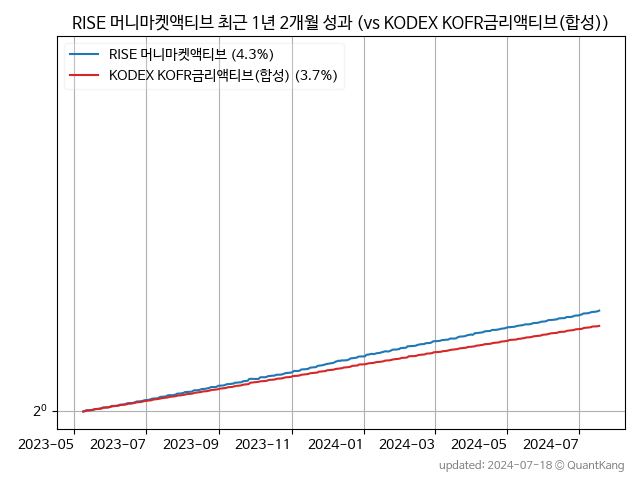 RISE 머니마켓액티브 최근 1년 2개월 성과 (vs KODEX KOFR금리액티브(합성))
RISE 머니마켓액티브 (4.3%)
KODEX KOFR금리액티브(합성) (3.7%)
2⁰
2023-05 2023-07 2023-09 2023-11 2024-01 2024-03 2024-05 2024-07
updated: 2024-07-18 © QuantKang